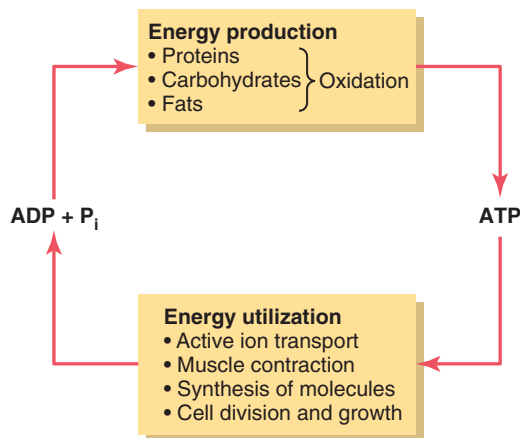 Energy production
• Proteins
• Carbohydrates
• Fats
Oxidation
ADP + Pi
ATP
Energy utilization
• Active ion transport
• Muscle contraction
• Synthesis of molecules
• Cell division and growth